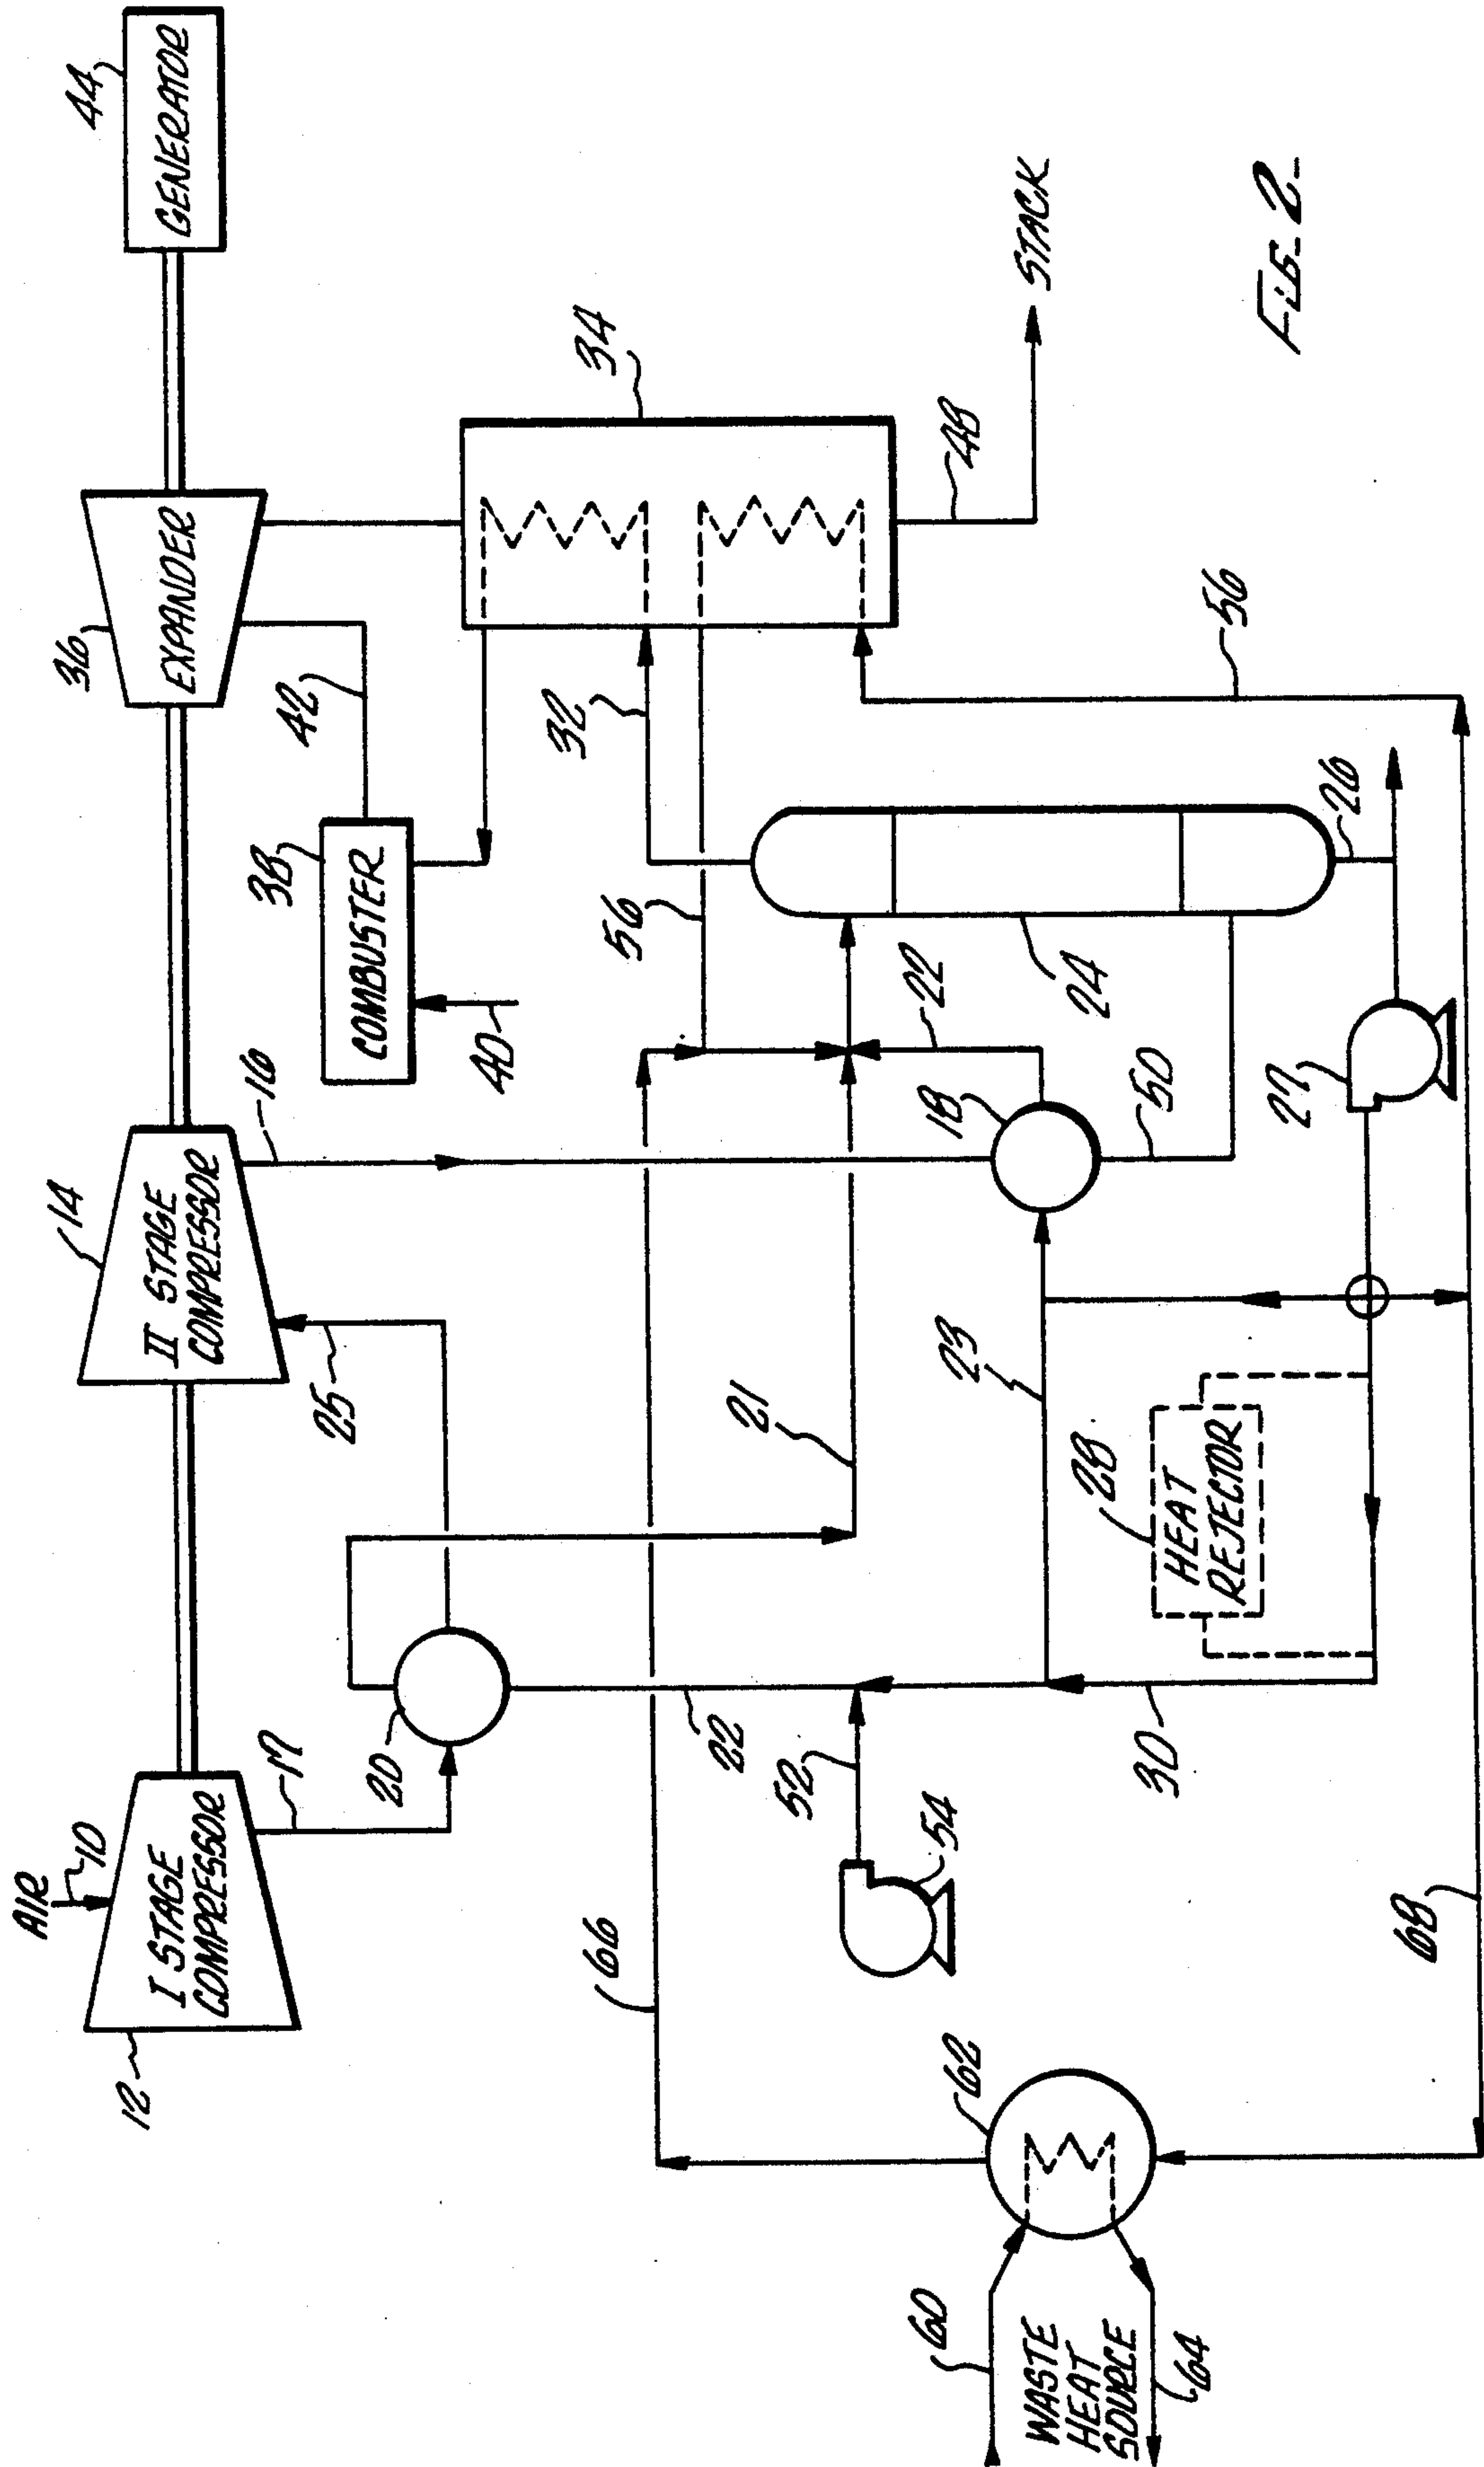 AIR
10
I STAGE
COMPRESSOR
12
17
20
25
14
II STAGE
COMPRESSOR
16
36
EXPANDER
44
GENERATOR
38
COMBUSTER
40
42
34
32
56
48
STACK
66
21
22
22
18
24
50
23
52
54
28
HEAT
REJECTOR
30
27
26
56
60
WASTE
HEAT
SOURCE
64
62
68
FIG. 2.